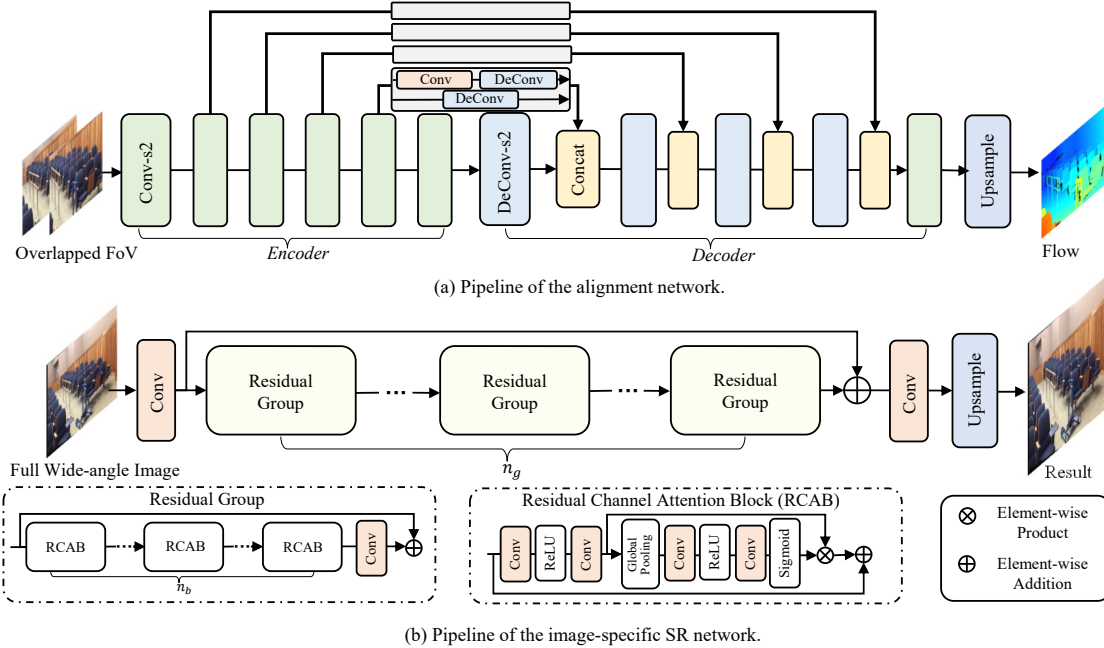 Conv
DeConv
DeConv
Conv-s2
DeConv-s2
Concat
Upsample
Overlapped FoV
Encoder
Decoder
Flow
(a) Pipeline of the alignment network.
Conv
Residual
Group
Residual
Group
Residual
Group
Conv
Upsample
Full Wide-angle Image
n_g
Result
Residual Group
RCAB
RCAB
RCAB
Conv
n_b
Residual Channel Attention Block (RCAB)
Conv
ReLU
Conv
Global
Pooling
Conv
ReLU
Conv
Sigmoid
Element-wise
Product
Element-wise
Addition
(b) Pipeline of the image-specific SR network.